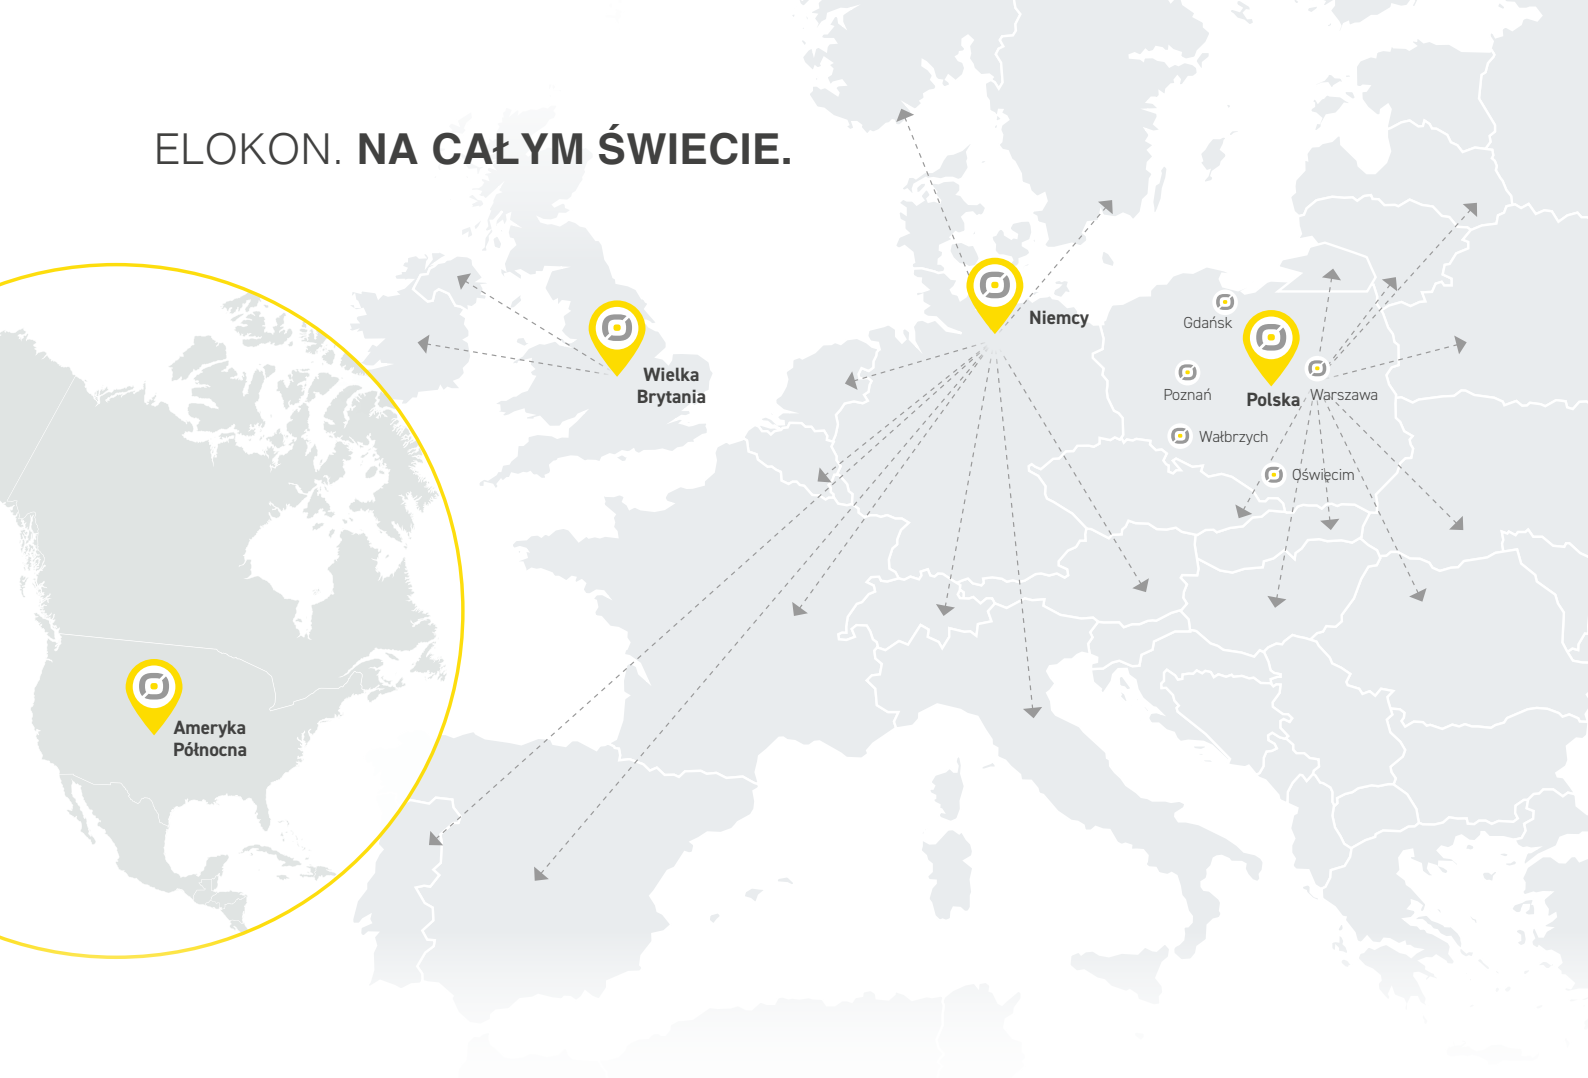 ELOKON. NA CAŁYM ŚWIECIE.
Niemcy
Gdańsk
Wielka
Brytania
Poznań
Polska
Warszawa
Wałbrzych
Oświęcim
Ameryka
Północna